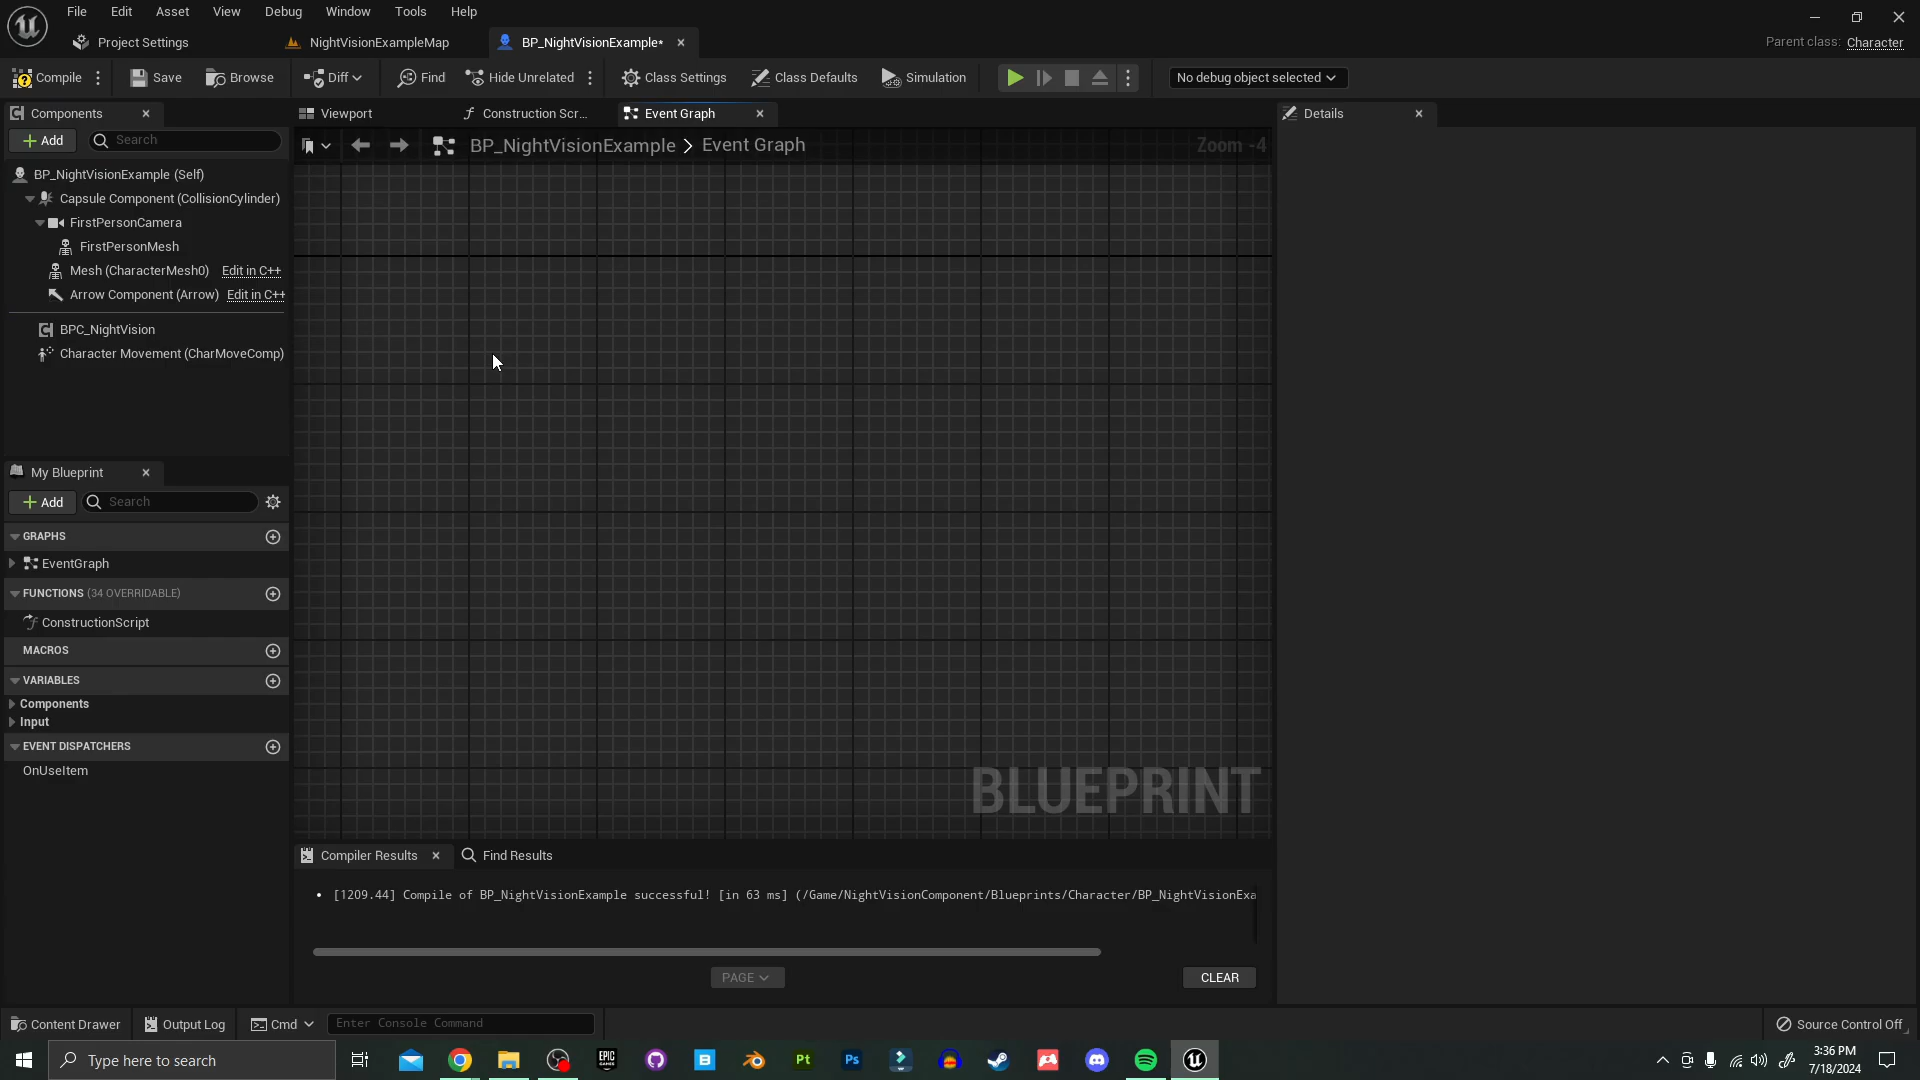 File Edit Asset View Debug Window Tools Help
Project Settings NightVisionExampleMap BP_NightVisionExample*
Parent class: Character
Compile Save Browse Diff Find Hide Unrelated Class Settings Class Defaults Simulation No debug object selected
Components Viewport Construction Scr... Event Graph Details
Add Search
BP_NightVisionExample > Event Graph Zoom -4
BP_NightVisionExample (Self)
Capsule Component (CollisionCylinder)
FirstPersonCamera
FirstPersonMesh
Mesh (CharacterMesh0) Edit in C++
Arrow Component (Arrow) Edit in C++
BPC_NightVision
Character Movement (CharMoveComp)
My Blueprint
Add Search
GRAPHS
EventGraph
FUNCTIONS (34 OVERRIDABLE)
ConstructionScript
MACROS
VARIABLES
Components
Input
EVENT DISPATCHERS
OnUseItem
BLUEPRINT
Compiler Results Find Results
[1209.44] Compile of BP_NightVisionExample successful! [in 63 ms] (/Game/NightVisionComponent/Blueprints/Character/BP_NightVisionExa
PAGE CLEAR
Content Drawer Output Log Cmd Enter Console Command Source Control Off
Type here to search
EPIC GAMES
Pt
Ps
3:36 PM
7/18/2024